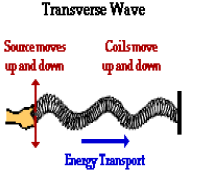 Transverse Wave
Source moves
up and down
Coils move
up and down
Energy Transport